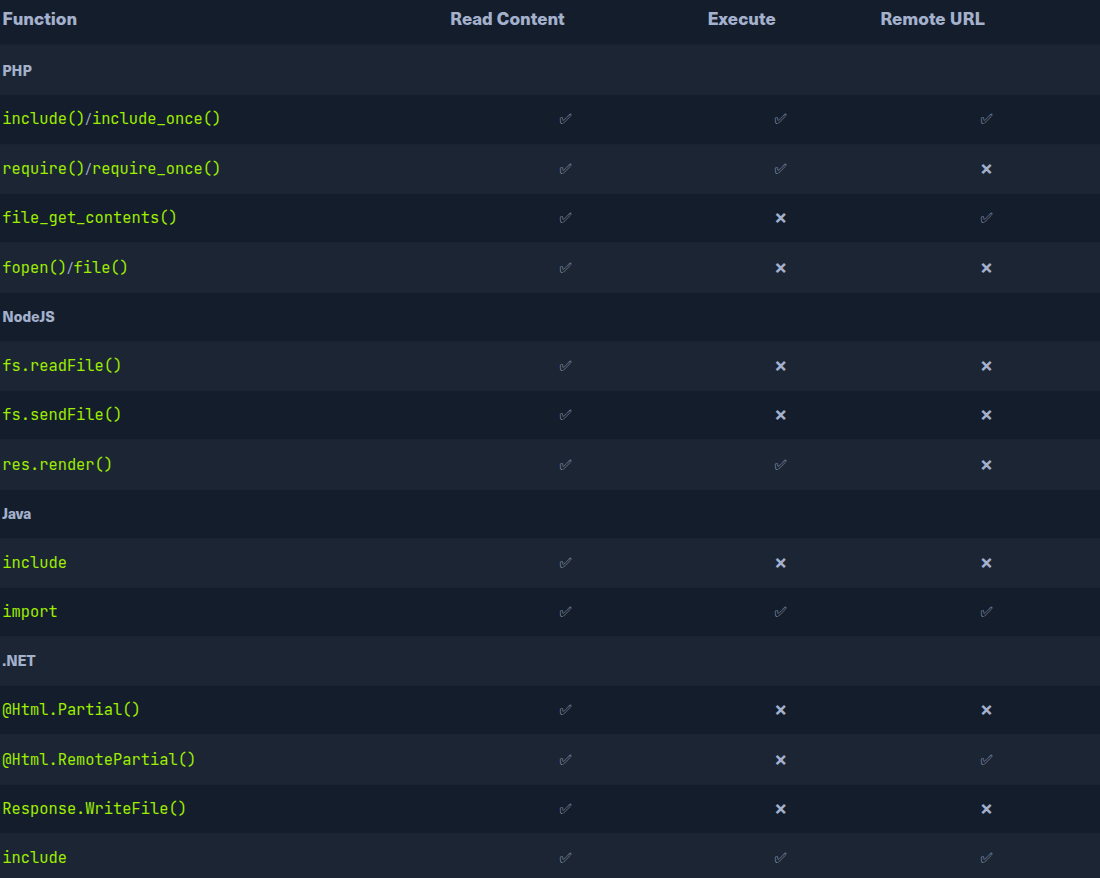 Function Read Content Execute Remote URL
PHP
include()/include_once() ✅ ✅ ✅
require()/require_once() ✅ ✅ ❌
file_get_contents() ✅ ❌ ✅
fopen()/file() ✅ ❌ ❌
NodeJS
fs.readFile() ✅ ❌ ❌
fs.sendFile() ✅ ❌ ❌
res.render() ✅ ✅ ❌
Java
include ✅ ❌ ❌
import ✅ ✅ ✅
.NET
@Html.Partial() ✅ ❌ ❌
@Html.RemotePartial() ✅ ❌ ✅
Response.WriteFile() ✅ ❌ ❌
include ✅ ✅ ✅